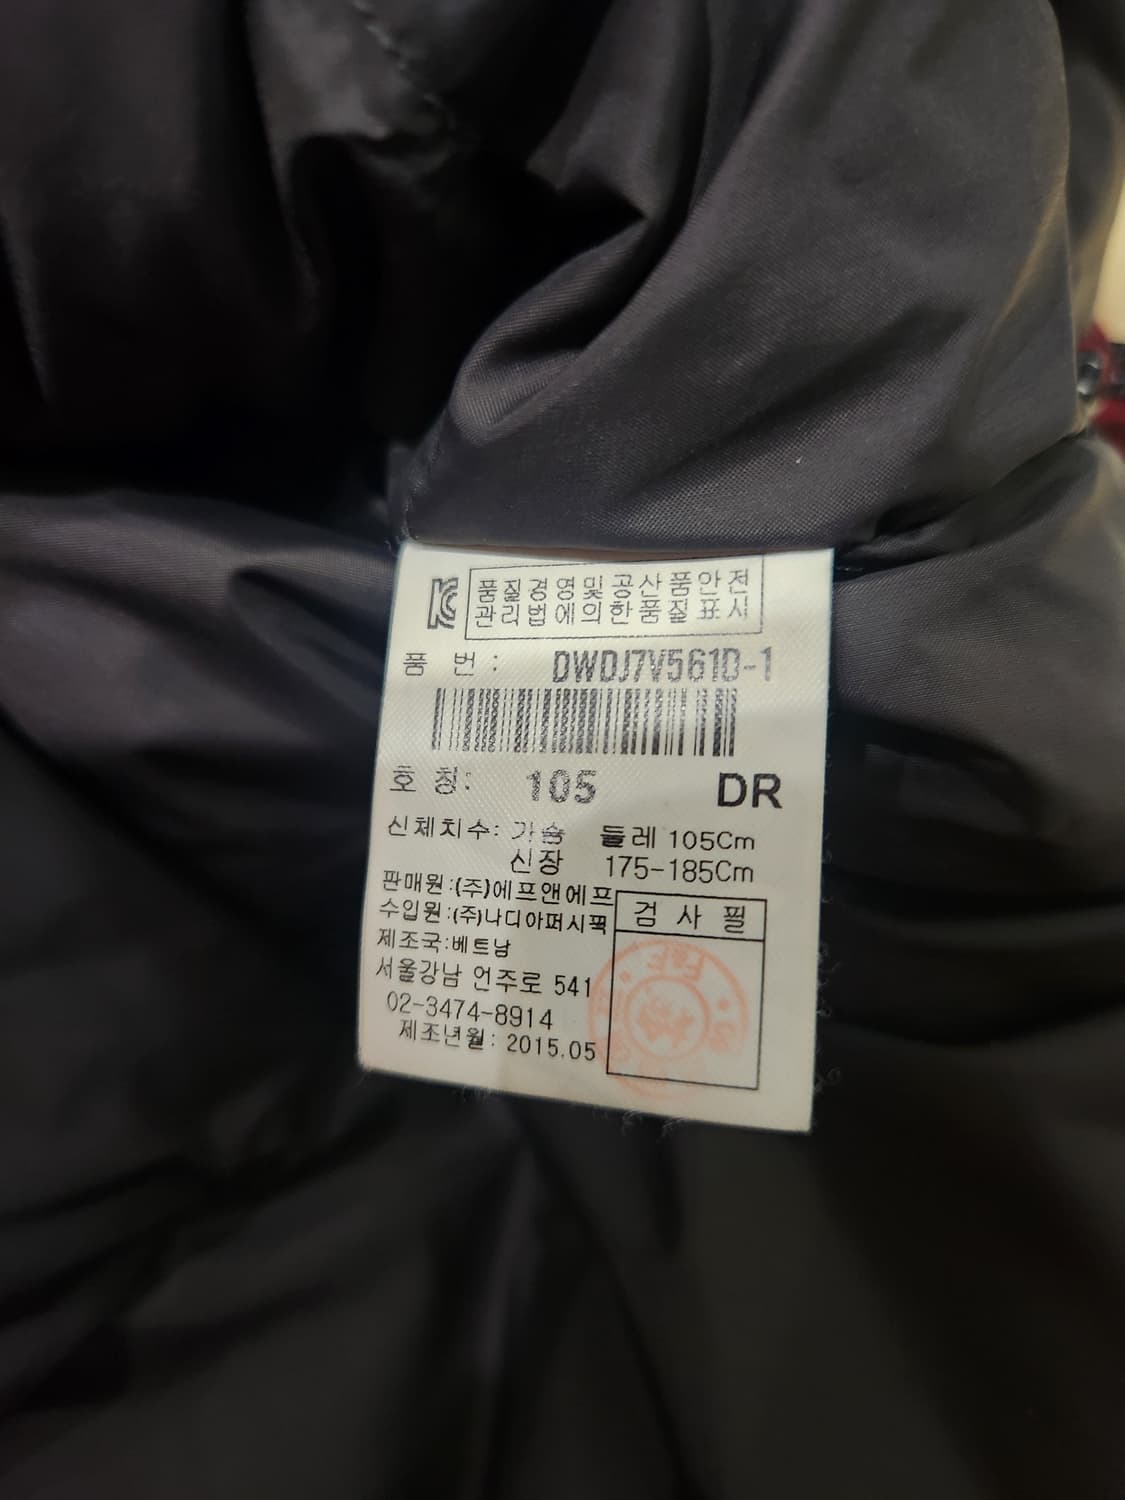 품질경영및공산품안전
관리법에의한품질표시
품 번 : DWDJ7V561D-1
호 칭: 105 DR
신체치수: 가슴 둘레 105Cm
신장 175-185Cm
판매원:(주)에프앤에프
수입원:(주)나디아퍼시픽
제조국:베트남
서울강남 언주로 541
02-3474-8914
제조년월: 2015.05
검 사 필
F&F